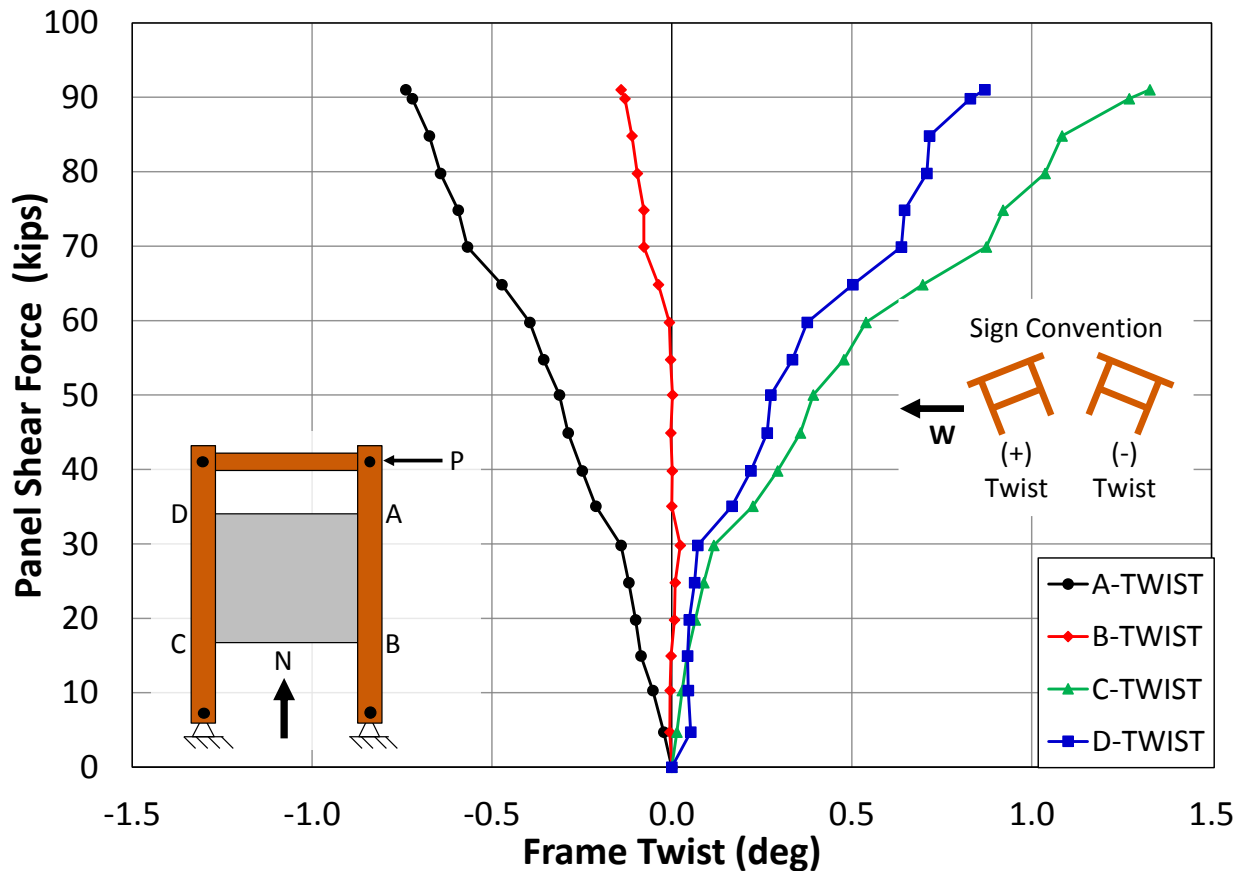 100
90
80
70
60
50
40
30
20
10
0
Panel Shear Force (kips)
-1.5
-1.0
-0.5
0.0
0.5
1.0
1.5
Frame Twist (deg)
P
D
A
C
B
N
Sign Convention
W
(+)
Twist
(-)
Twist
A-TWIST
B-TWIST
C-TWIST
D-TWIST